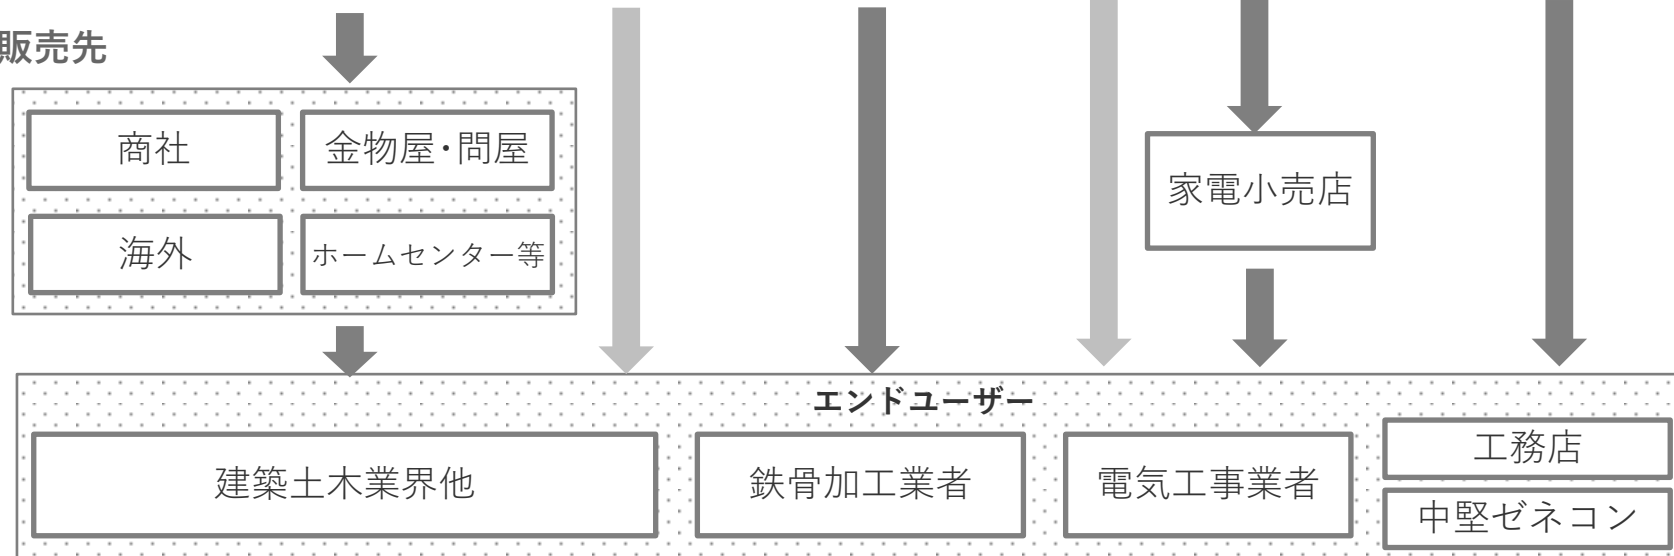 販売先
商社
金物屋・問屋
海外
ホームセンター等
家電小売店
エンドユーザー
建築土木業界他
鉄骨加工業者
電気工事業者
工務店
中堅ゼネコン